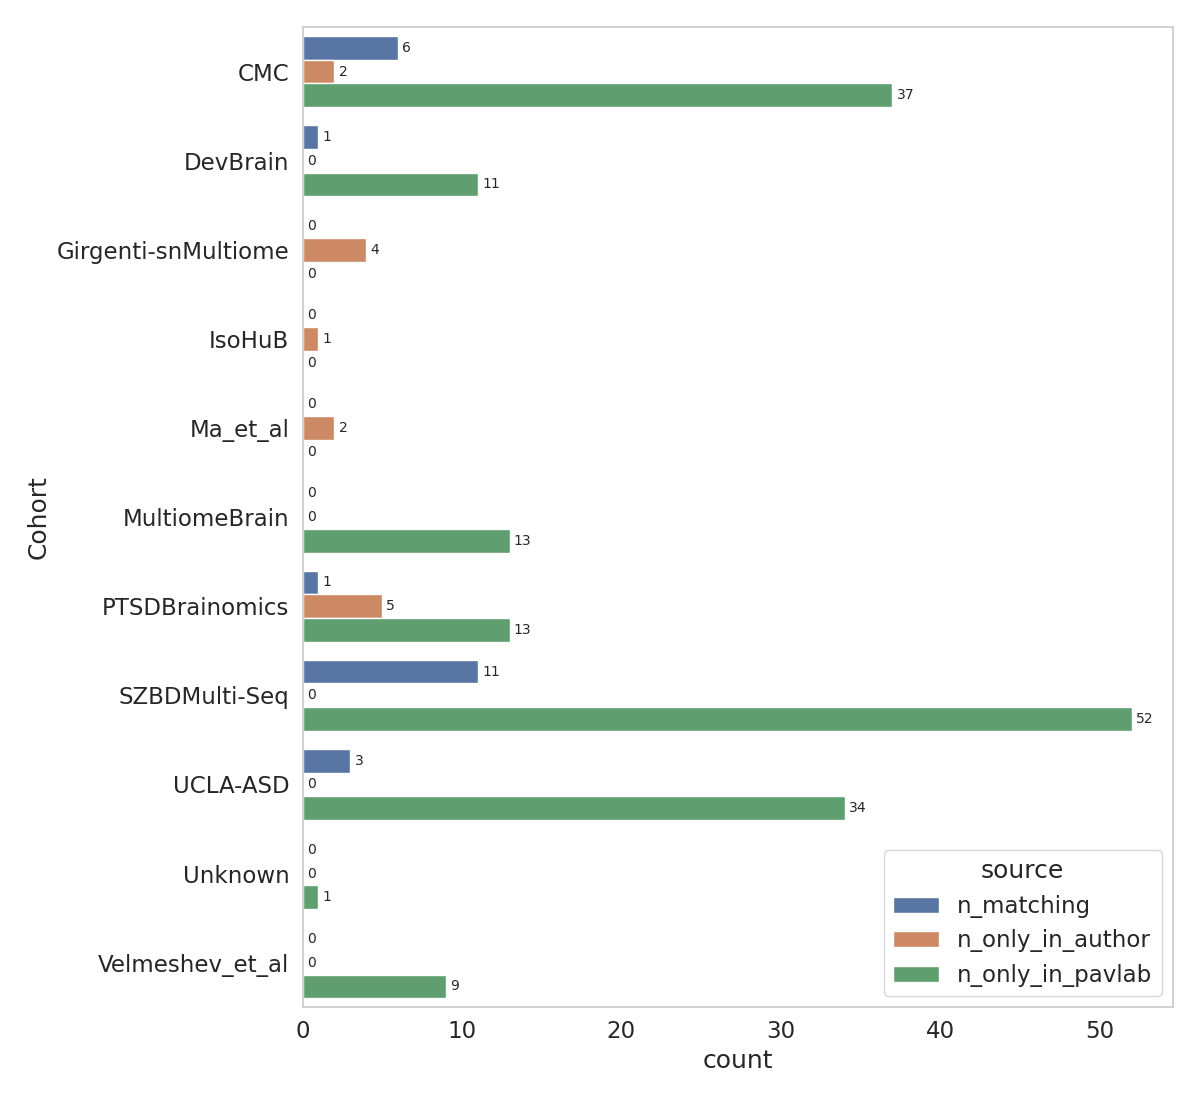 CMC
6
2
37
DevBrain
1
0
11
Girgenti-snMultiome
0
4
0
IsoHuB
0
1
0
Ma_et_al
0
2
0
MultiomeBrain
0
0
13
PTSDBrainomics
1
5
13
SZBDMulti-Seq
11
0
52
UCLA-ASD
3
0
34
Unknown
0
0
1
Velmeshev_et_al
0
0
9
Cohort
0 10 20 30 40 50
count
source
n_matching
n_only_in_author
n_only_in_pavlab